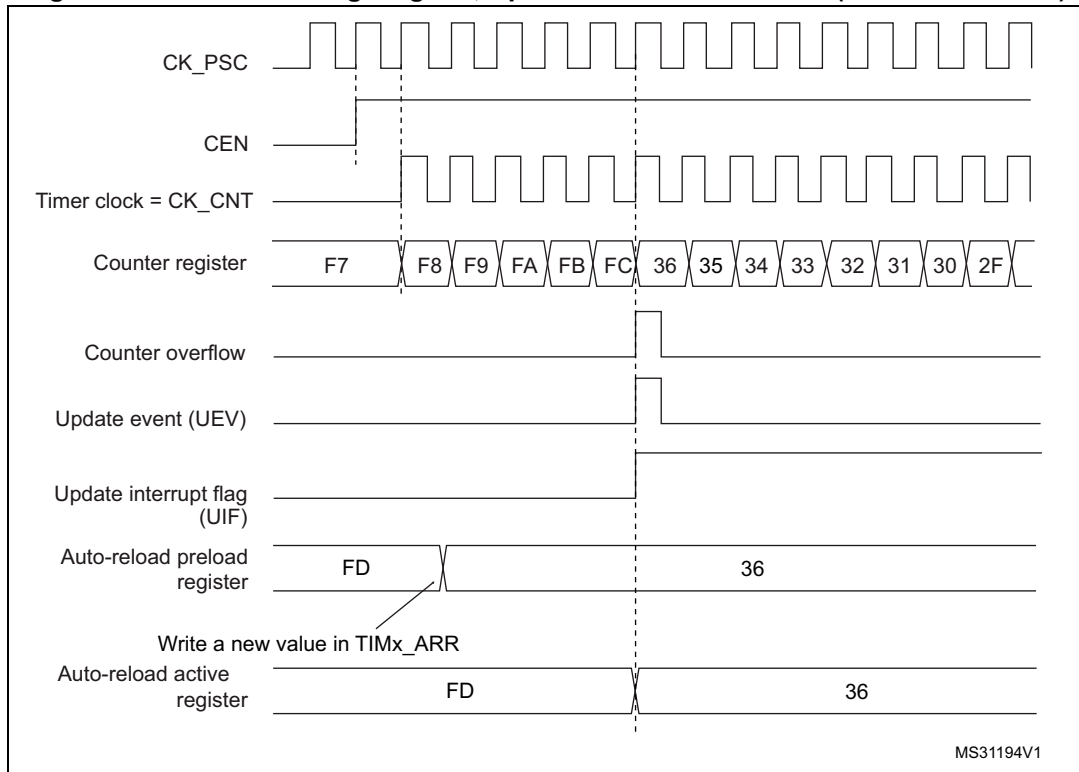 CK_PSC
CEN
Timer clock = CK_CNT
Counter register F7 F8 F9 FA FB FC 36 35 34 33 32 31 30 2F
Counter overflow
Update event (UEV)
Update interrupt flag
(UIF)
Auto-reload preload
register
FD 36
Write a new value in TIMx_ARR
Auto-reload active
register
FD 36
MS31194V1